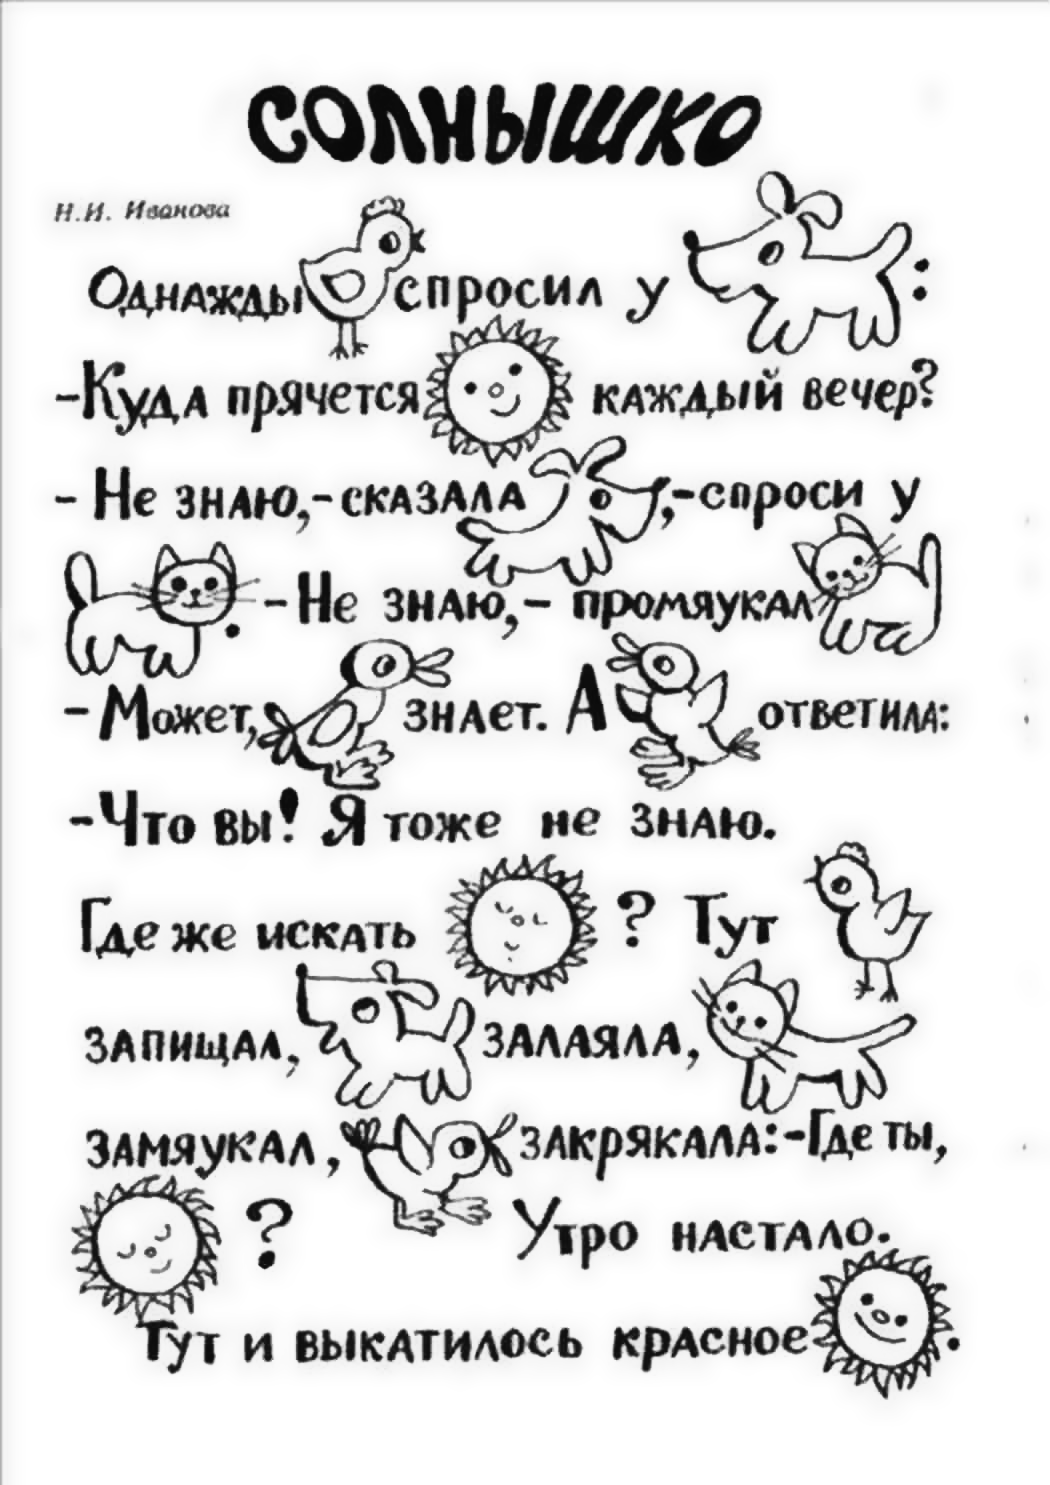 СОЛНЫШКО
Н.И. Иванова
Однажды спросил у :
-Куда прячется каждый вечер?
- Не знаю,- сказала ,-спроси у
. - Не знаю,- промяукал
- Может, знает. А ответила:
-Что вы! Я тоже не знаю.
Где же искать ? Тут
запищал, залаяла,
замяукал, закрякала:-Где ты,
? Утро настало.
Тут и выкатилось красное .